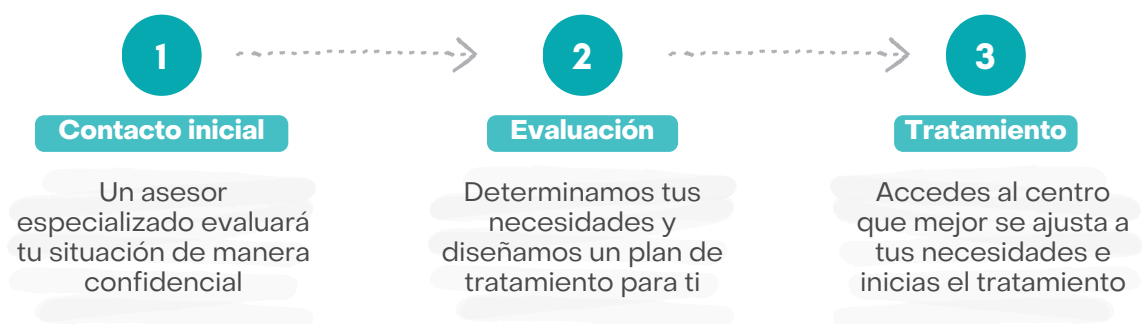 1
Contacto inicial
Un asesor
especializado evaluará
tu situación de manera
confidencial
2
Evaluación
Determinamos tus
necesidades y
diseñamos un plan de
tratamiento para ti
3
Tratamiento
Accedes al centro
que mejor se ajusta a
tus necesidades e
inicias el tratamiento